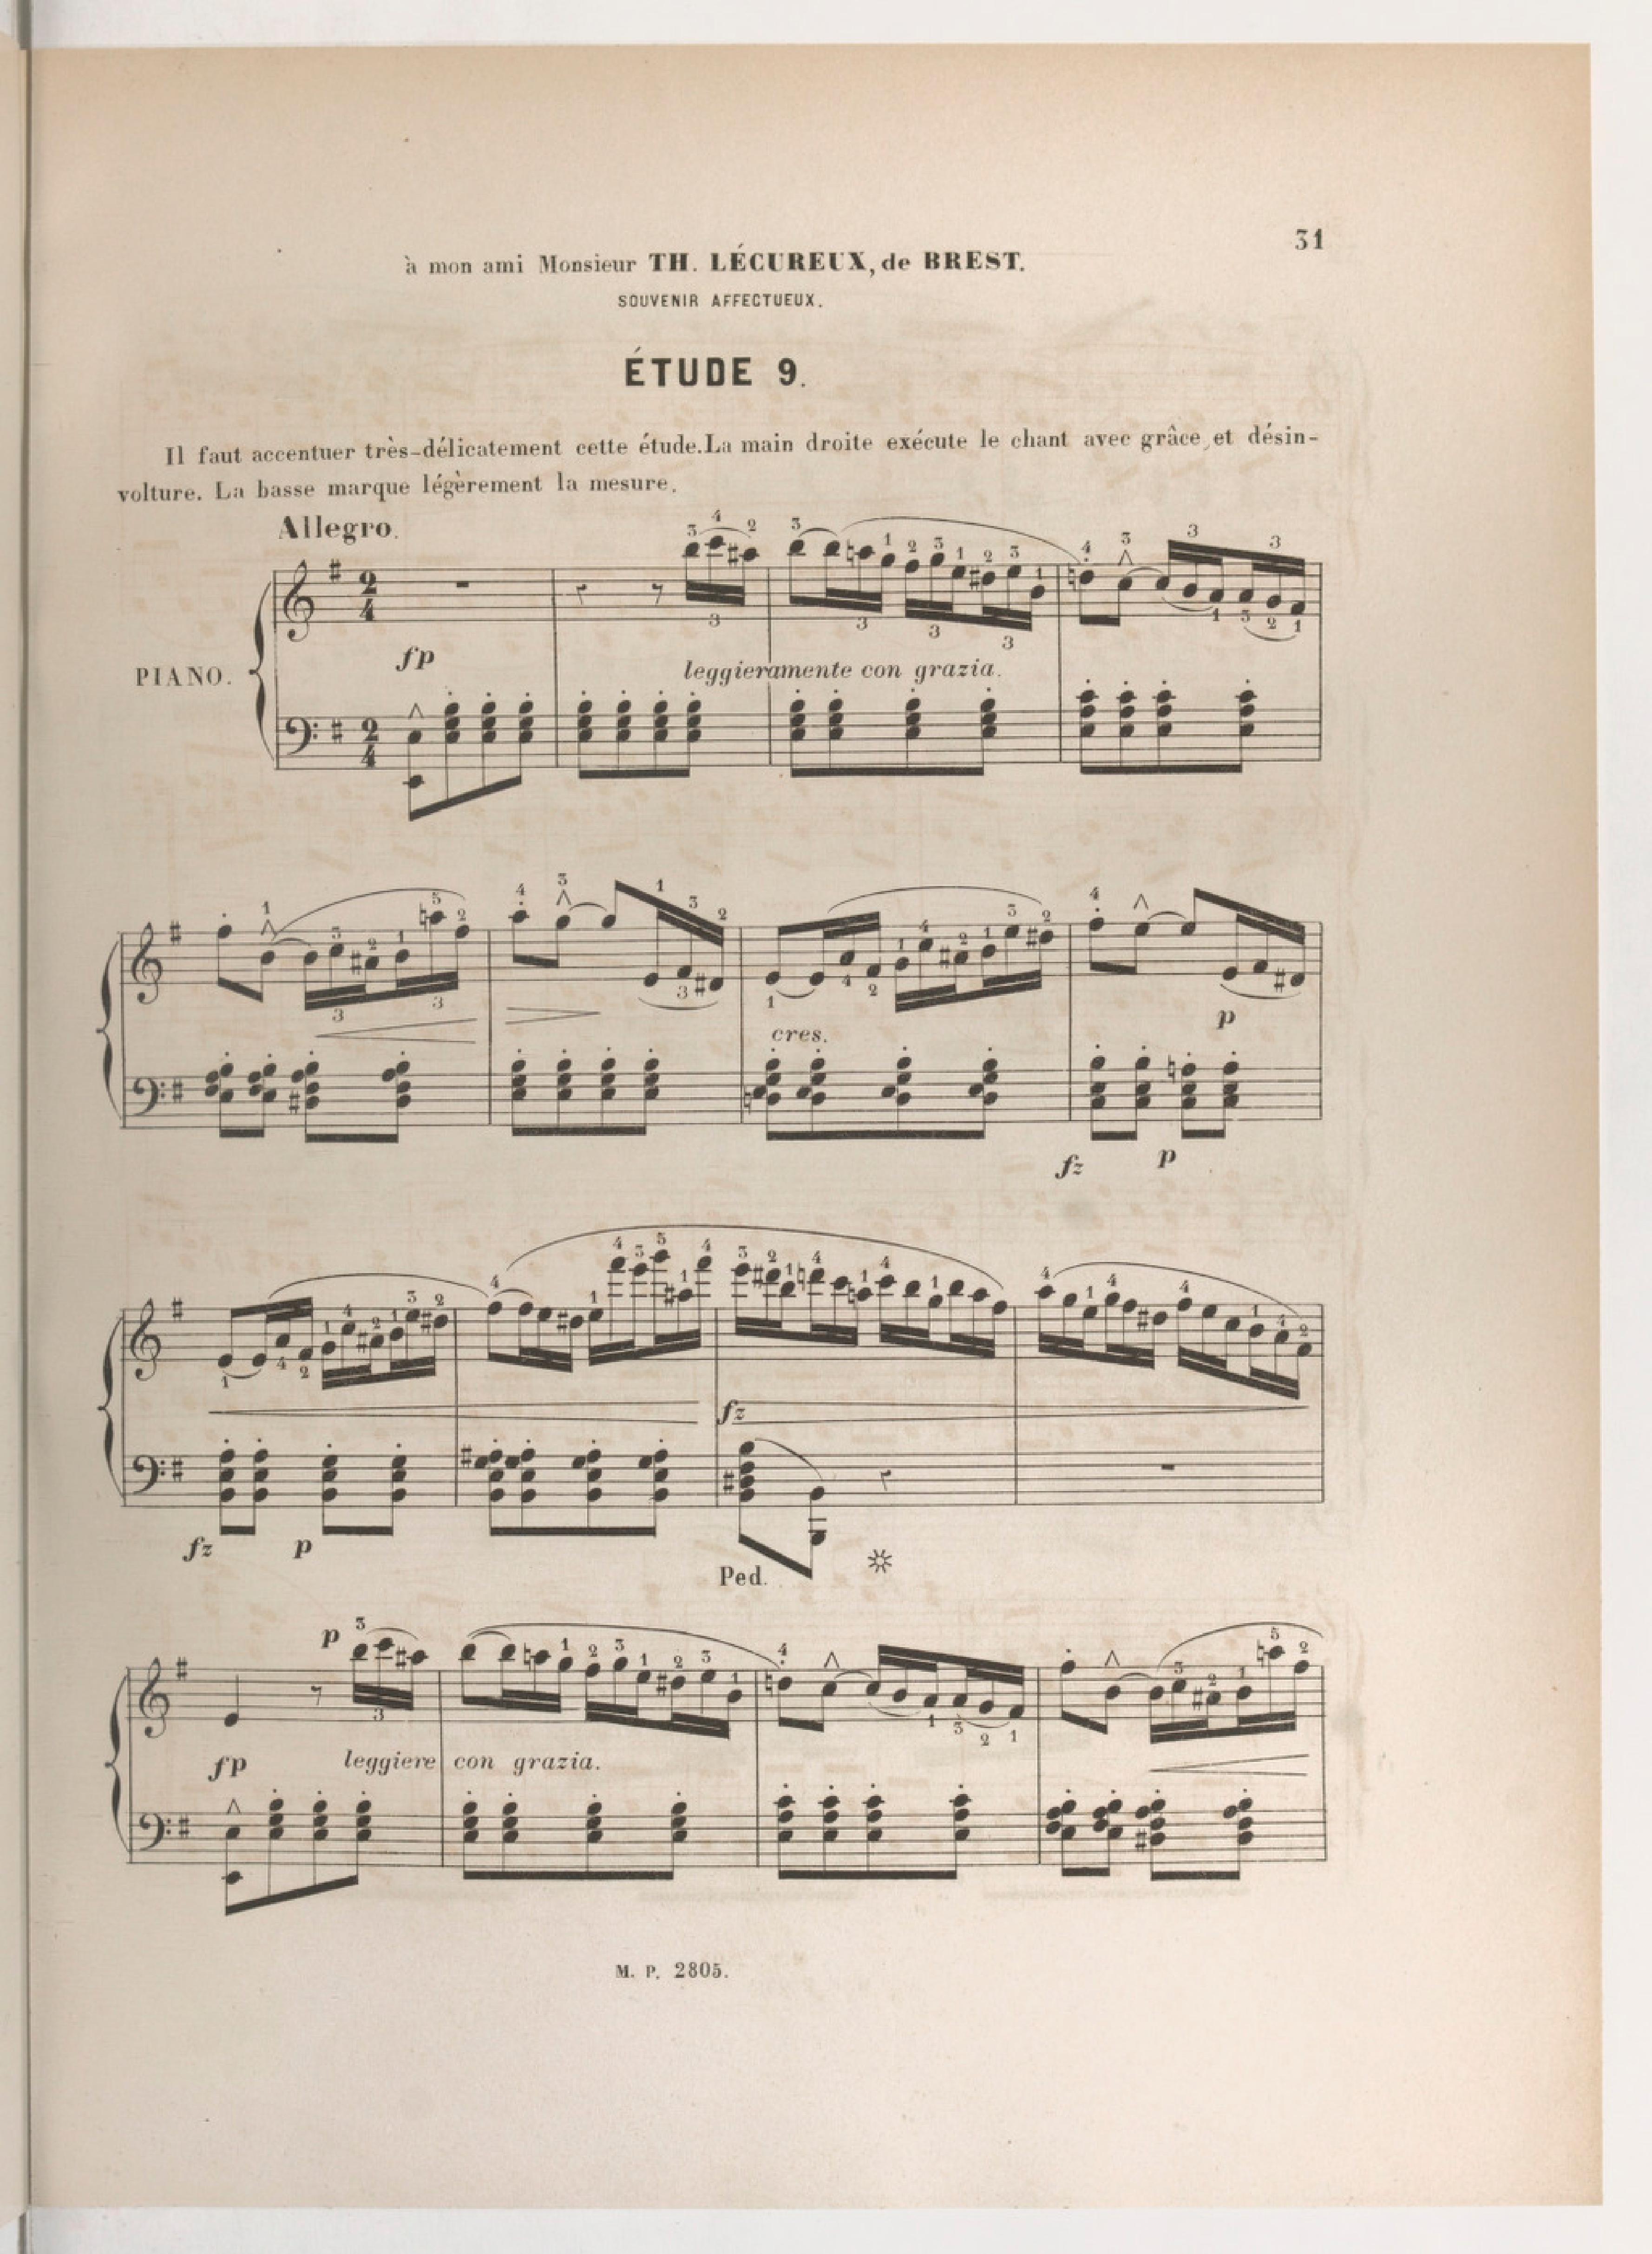 31
à mon ami Monsieur TH. LÉCUREUX, de BREST.
SOUVENIR AFFECTUEUX.
ÉTUDE 9.
Il faut accentuer très-délicatement cette étude. La main droite exécute le chant avec grâce, et désin-
volture. La basse marque légèrement la mesure.
Allegro.
PIANO.
fp
leggieramente con grazia.
cres.
p
fz p
fz
fz p
Ped.
p
fp leggiere con grazia.
M. P. 2805.